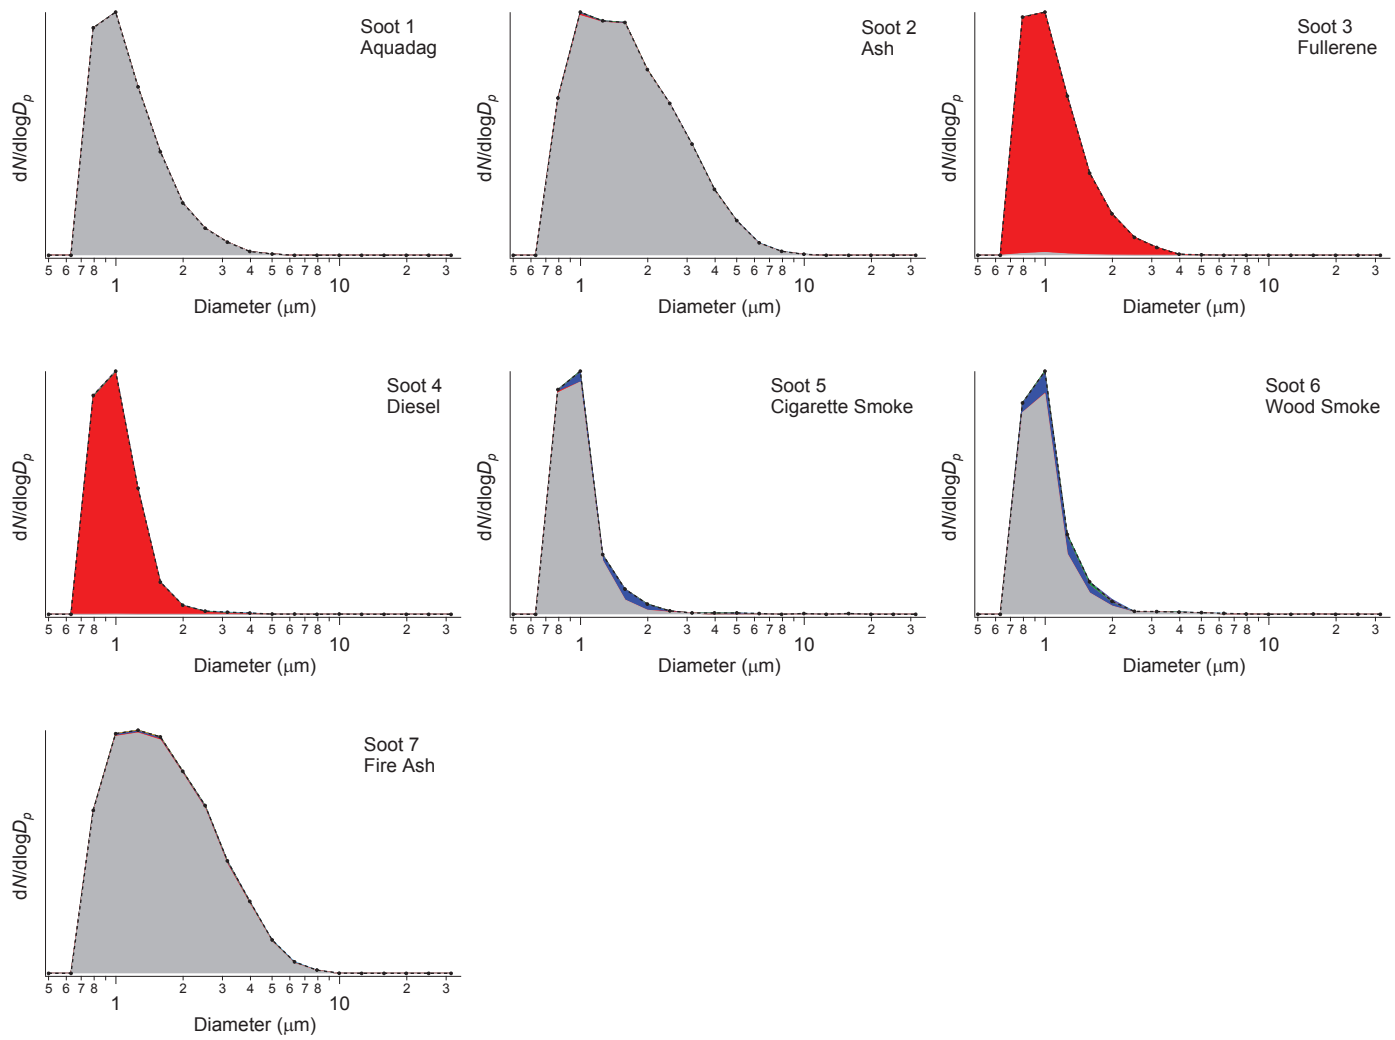 Soot 1
Aquadag
dN/dlogDp
5 6 7 8 1 2 3 4 5 6 7 8 10 2 3
Diameter (μm)
Soot 2
Ash
dN/dlogDp
5 6 7 8 1 2 3 4 5 6 7 8 10 2 3
Diameter (μm)
Soot 3
Fullerene
dN/dlogDp
5 6 7 8 1 2 3 4 5 6 7 8 10 2 3
Diameter (μm)
Soot 4
Diesel
dN/dlogDp
5 6 7 8 1 2 3 4 5 6 7 8 10 2 3
Diameter (μm)
Soot 5
Cigarette Smoke
dN/dlogDp
5 6 7 8 1 2 3 4 5 6 7 8 10 2 3
Diameter (μm)
Soot 6
Wood Smoke
dN/dlogDp
5 6 7 8 1 2 3 4 5 6 7 8 10 2 3
Diameter (μm)
Soot 7
Fire Ash
dN/dlogDp
5 6 7 8 1 2 3 4 5 6 7 8 10 2 3
Diameter (μm)